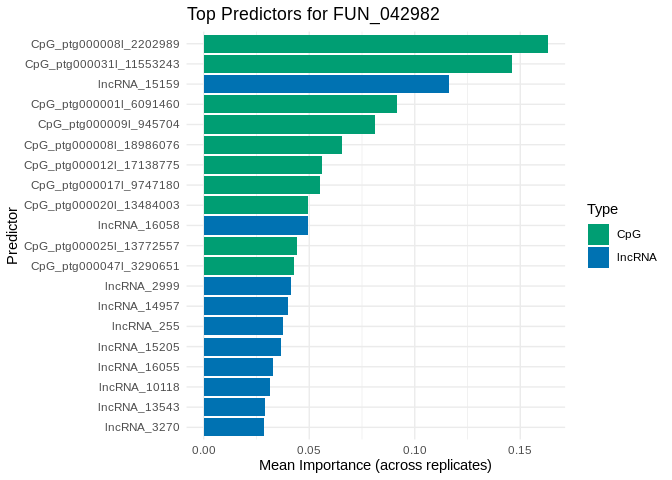 Top Predictors for FUN_042982
CpG_ptg000008l_2202989
CpG_ptg000031l_11553243
lncRNA_15159
CpG_ptg000001l_6091460
CpG_ptg000009l_945704
CpG_ptg000008l_18986076
CpG_ptg000012l_17138775
CpG_ptg000017l_9747180
CpG_ptg000020l_13484003
lncRNA_16058
CpG_ptg000025l_13772557
CpG_ptg000047l_3290651
lncRNA_2999
lncRNA_14957
lncRNA_255
lncRNA_15205
lncRNA_16055
lncRNA_10118
lncRNA_13543
lncRNA_3270
Predictor
0.00 0.05 0.10 0.15
Mean Importance (across replicates)
Type
CpG
lncRNA